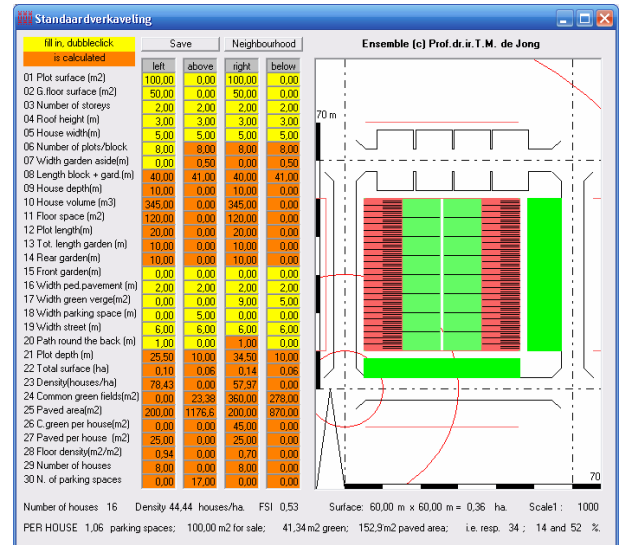 Standaardverkaveling
fill in, dubbleclick Save Neighbourhood Ensemble (c) Prof.dr.ir.T.M. de Jong
is calculated left above right below
01 Plot surface (m2) 100,00 0,00 100,00 0,00
02 G.floor surface (m2) 50,00 0,00 50,00 0,00
03 Number of storeys 2,00 2,00 2,00 2,00
04 Roof height (m) 3,00 3,00 3,00 3,00
05 House width(m) 5,00 5,00 5,00 5,00
06 Number of plots/block 8,00 8,00 8,00 8,00
07 Width garden aside(m) 0,00 0,50 0,00 0,50
08 Length block + gard.(m) 40,00 41,00 40,00 41,00
09 House depth(m) 10,00 0,00 10,00 0,00
10 House volume (m3) 345,00 0,00 345,00 0,00
11 Floor space (m2) 120,00 0,00 120,00 0,00
12 Plot length(m) 20,00 0,00 20,00 0,00
13 Tot. length garden (m) 10,00 0,00 10,00 0,00
14 Rear garden(m) 10,00 0,00 10,00 0,00
15 Front garden(m) 0,00 0,00 0,00 0,00
16 Width ped.pavement (m) 2,00 2,00 2,00 2,00
17 Width green verge(m2) 0,00 0,00 9,00 5,00
18 Width parking space (m) 0,00 5,00 0,00 0,00
19 Width street (m) 6,00 6,00 6,00 6,00
20 Path round the back (m) 1,00 0,00 1,00 0,00
21 Plot depth (m) 25,50 10,00 34,50 10,00
22 Total surface (ha) 0,10 0,06 0,14 0,06
23 Density(houses/ha) 78,43 0,00 57,97 0,00
24 Common green fields(m2) 0,00 23,38 360,00 278,00
25 Paved area(m2) 200,00 1176,6 200,00 870,00
26 C.green per house(m2) 0,00 0,00 45,00 0,00
27 Paved per house (m2) 25,00 0,00 25,00 0,00
28 Floor density(m2/m2) 0,94 0,00 0,70 0,00
29 Number of houses 8,00 0,00 8,00 0,00
30 N. of parking spaces 0,00 17,00 0,00 0,00
70 m
70
Number of houses 16 Density 44,44 houses/ha. FSI 0,53 Surface: 60,00 m x 60,00 m = 0,36 ha. Scale1 : 1000
PER HOUSE 1,06 parking spaces; 100,00 m2 for sale; 41,34 m2 green; 152,9 m2 paved area; i.e. resp. 34 ; 14 and 52 %.